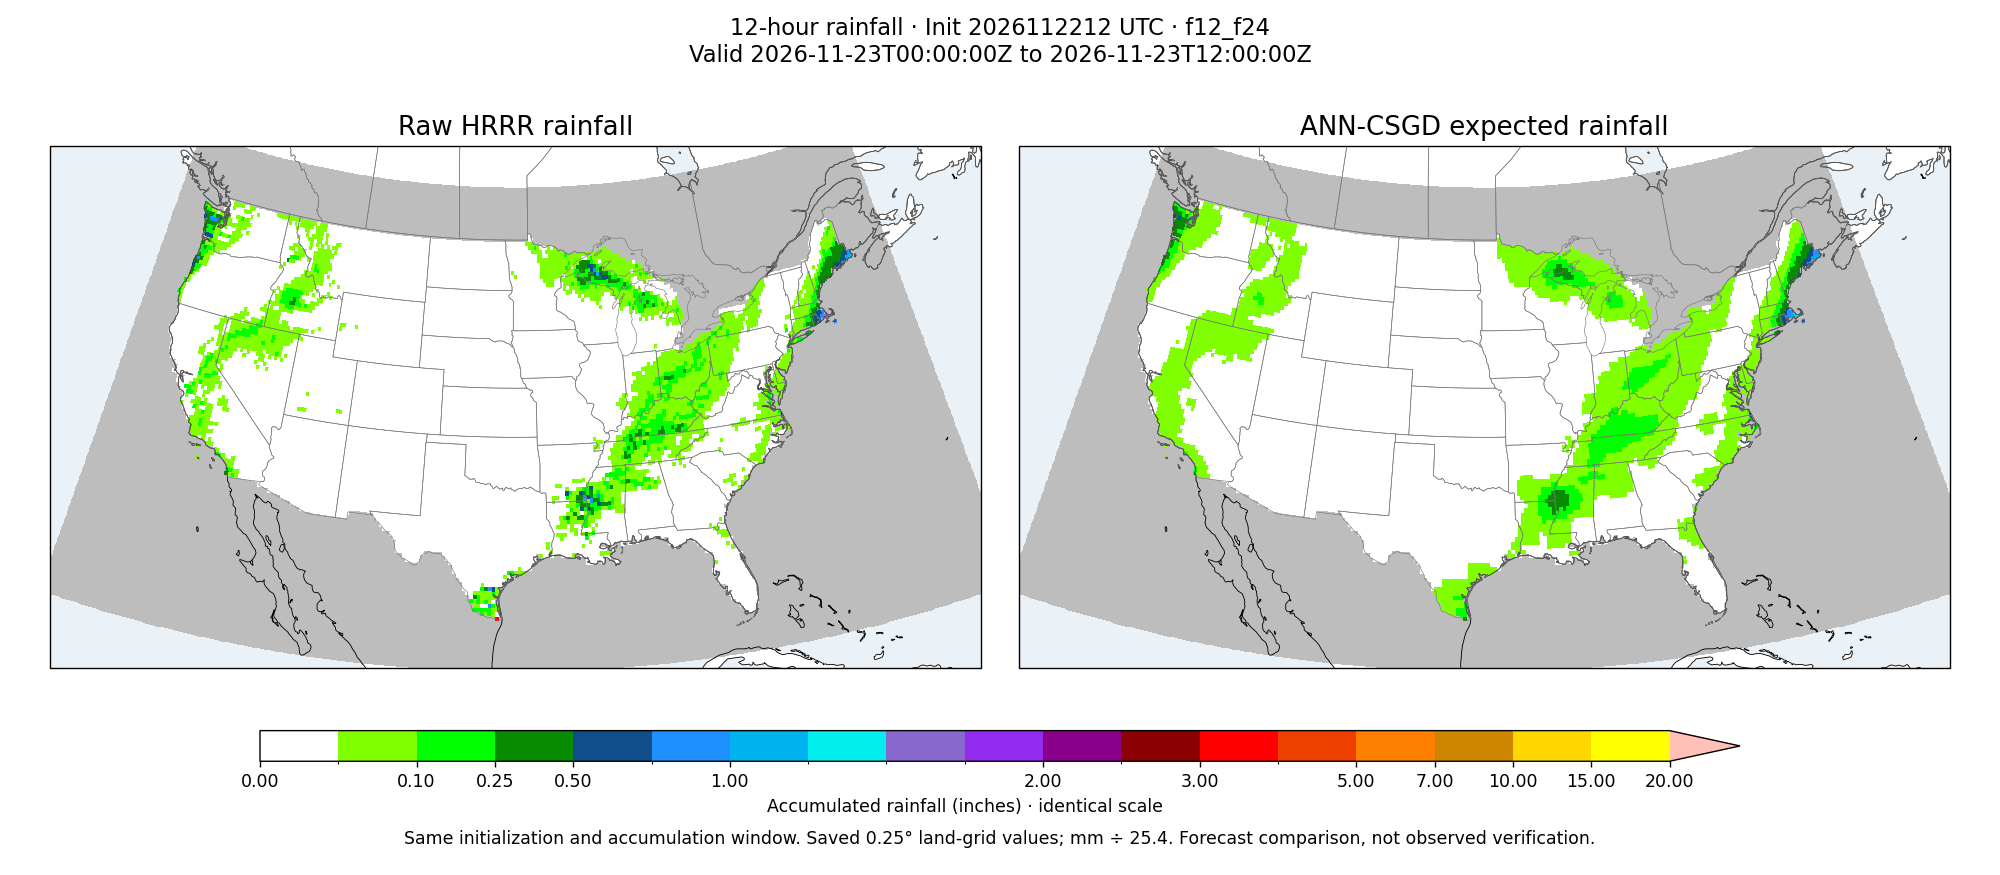 12-hour rainfall · Init 2026112212 UTC · f12_f24
Valid 2026-11-23T00:00:00Z to 2026-11-23T12:00:00Z
Raw HRRR rainfall
ANN-CSGD expected rainfall
0.00 0.10 0.25 0.50 1.00 2.00 3.00 5.00 7.00 10.00 15.00 20.00
Accumulated rainfall (inches) · identical scale
Same initialization and accumulation window. Saved 0.25° land-grid values; mm ÷ 25.4. Forecast comparison, not observed verification.